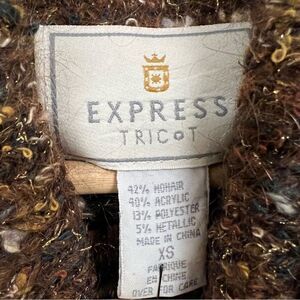 EXPRESS
TRICOT
42% MOHAIR
40% ACRYLIC
13% POLYESTER
5% METALLIC
MADE IN CHINA
XS
FABRIQUE
EN CHINE
OVER FOR CARE